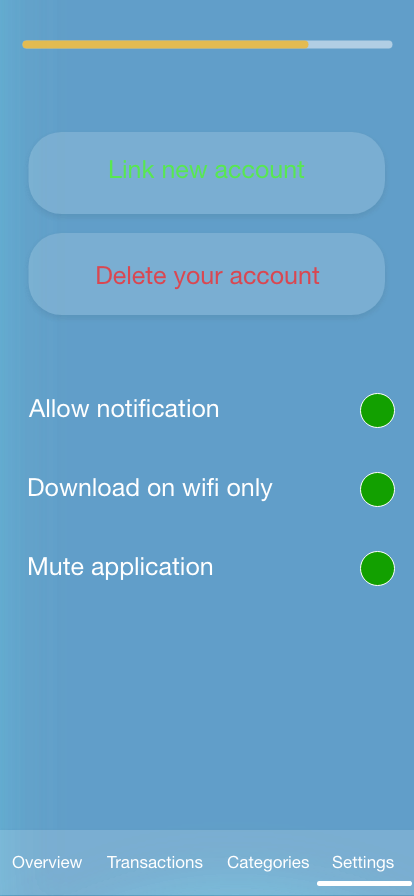 Link new account
Delete your account
Allow notification
Download on wifi only
Mute application
Overview Transactions Categories Settings